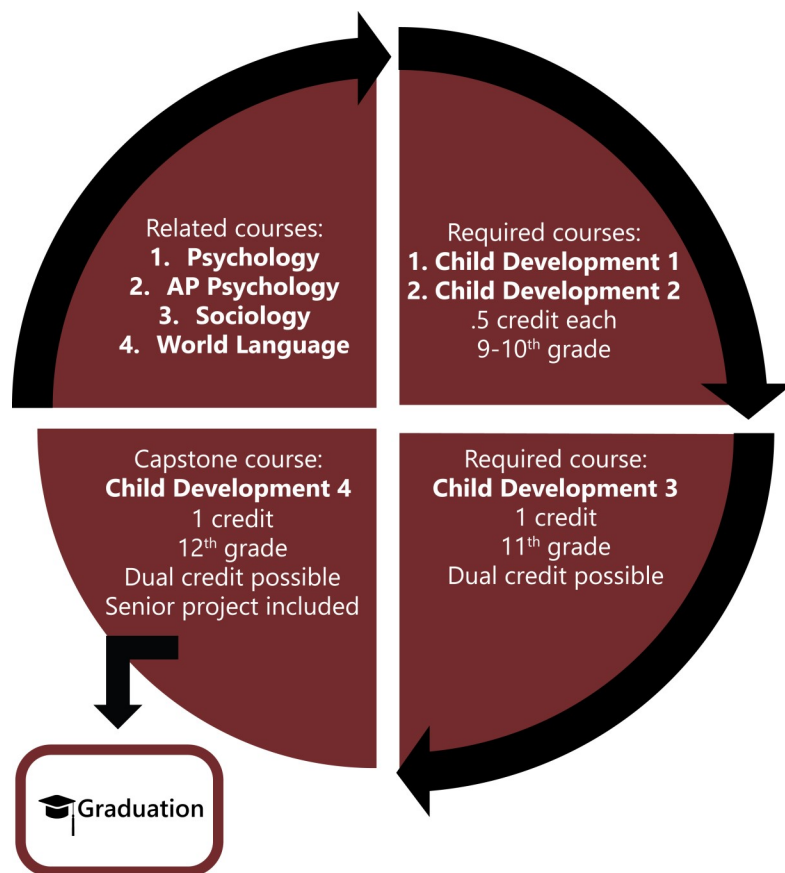 Related courses:
1. Psychology
2. AP Psychology
3. Sociology
4. World Language
Required courses:
1. Child Development 1
2. Child Development 2
.5 credit each
9-10th grade
Capstone course:
Child Development 4
1 credit
12th grade
Dual credit possible
Senior project included
Required course:
Child Development 3
1 credit
11th grade
Dual credit possible
Graduation